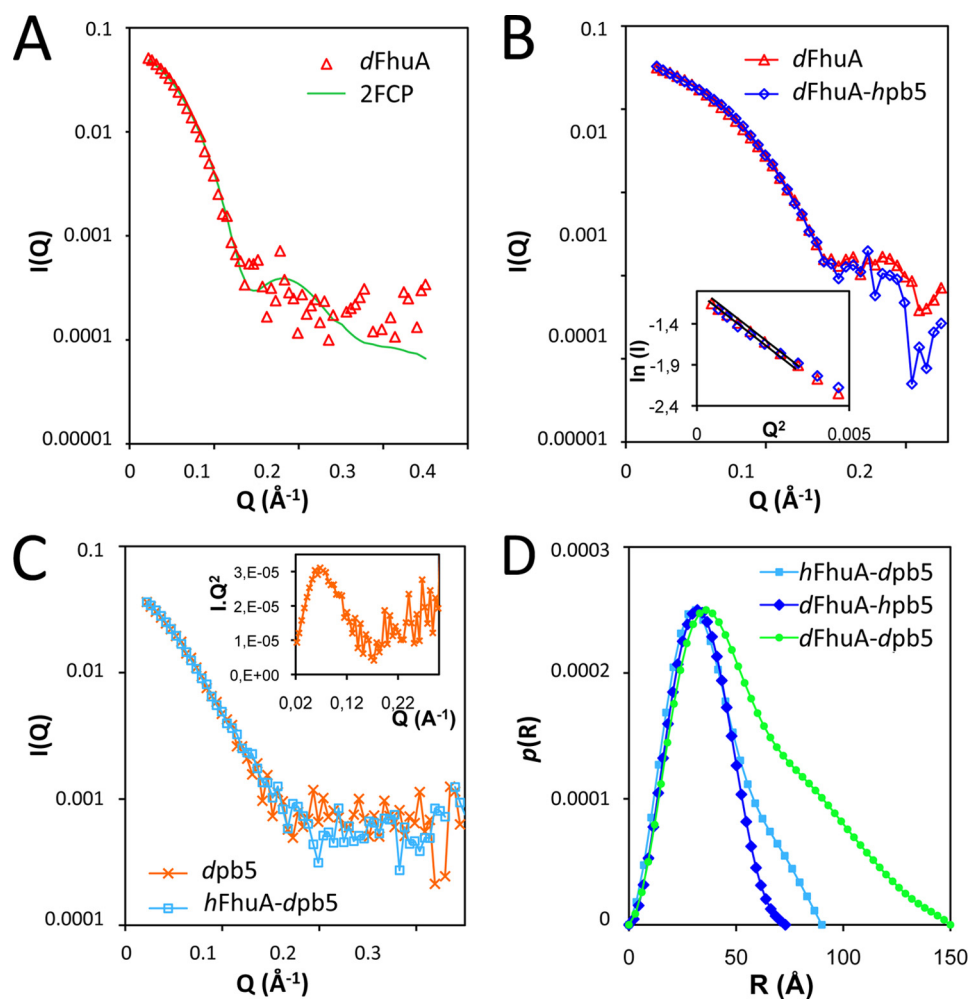 A
0.1
0.01
0.001
0.0001
0.00001
I(Q)
dFhuA
2FCP
0 0.1 0.2 0.3 0.4
Q (Å-1)
B
0.1
0.01
0.001
0.0001
0.00001
I(Q)
dFhuA
dFhuA-hpb5
-1,4
-1,9
-2,4
ln (I)
0 0.005
Q2
0 0.1 0.2
Q (Å-1)
C
0.1
0.01
0.001
0.0001
I(Q)
3,E-05
2,E-05
1,E-05
0,E+00
I.Q2
0,02 0,12 0,22
Q (A-1)
dpb5
hFhuA-dpb5
0 0.1 0.2 0.3
Q (Å-1)
D
0.0003
0.0002
0.0001
0
p(R)
hFhuA-dpb5
dFhuA-hpb5
dFhuA-dpb5
0 50 100 150
R (Å)